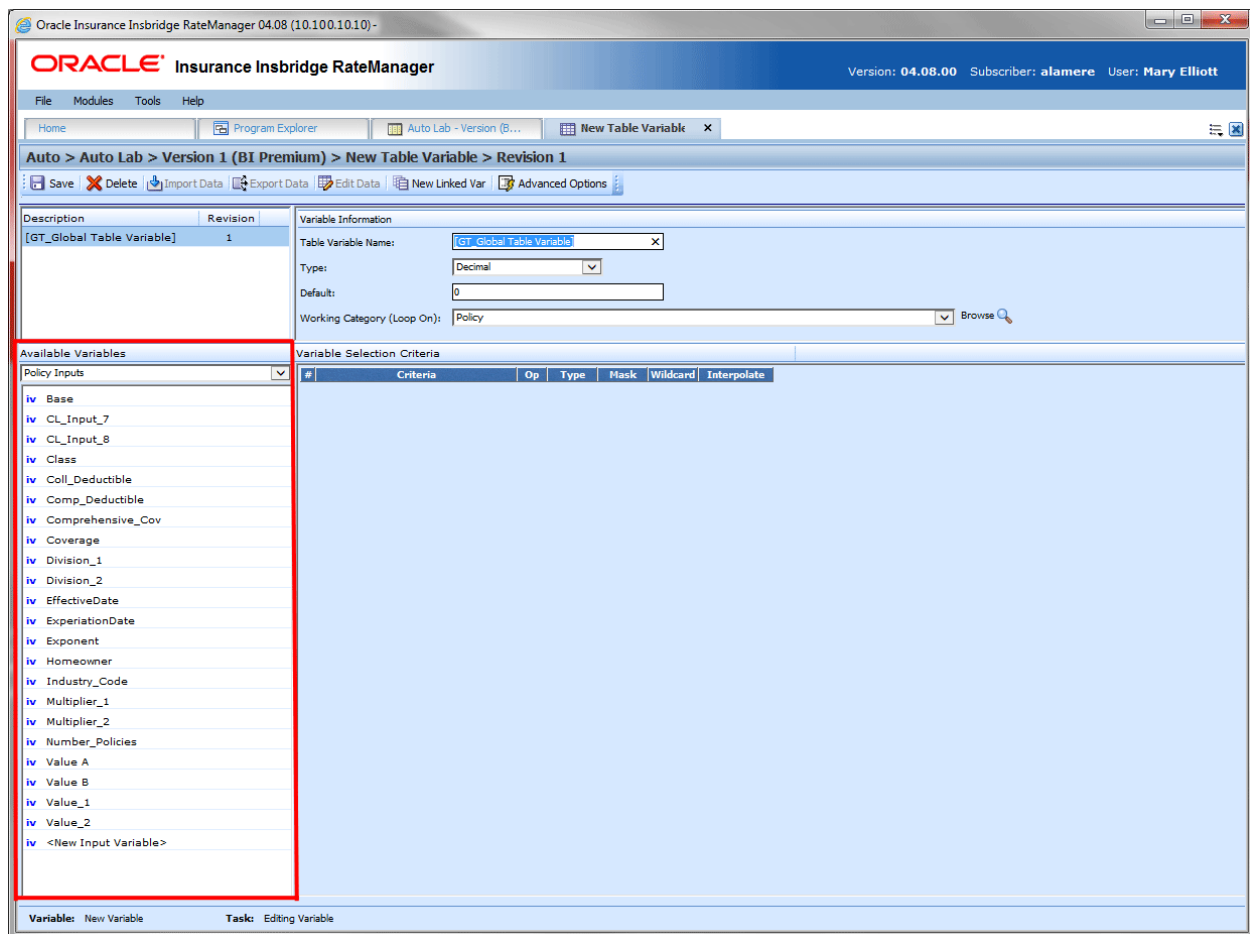 Oracle Insurance Insbridge RateManager 04.08 (10.100.10.10) -
ORACLE Insurance Insbridge RateManager
Version: 04.08.00 Subscriber: alamere User: Mary Elliott
File Modules Tools Help
Home Program Explorer Auto Lab - Version (B... New Table Variable X
Auto > Auto Lab > Version 1 (BI Premium) > New Table Variable > Revision 1
Save Delete Import Data Export Data Edit Data New Linked Var Advanced Options
Description Revision
[GT_Global Table Variable] 1
Variable Information
Table Variable Name: [GT_Global Table Variable] X
Type: Decimal
Default: 0
Working Category (Loop On): Policy Browse
Available Variables
Policy Inputs
iv Base
iv CL_Input_7
iv CL_Input_8
iv Class
iv Coll_Deductible
iv Comp_Deductible
iv Comprehensive_Cov
iv Coverage
iv Division_1
iv Division_2
iv EffectiveDate
iv ExperiationDate
iv Exponent
iv Homeowner
iv Industry_Code
iv Multiplier_1
iv Multiplier_2
iv Number_Policies
iv Value A
iv Value B
iv Value_1
iv Value_2
iv <New Input Variable>
Variable Selection Criteria
# Criteria Op Type Mask Wildcard Interpolate
Variable: New Variable Task: Editing Variable